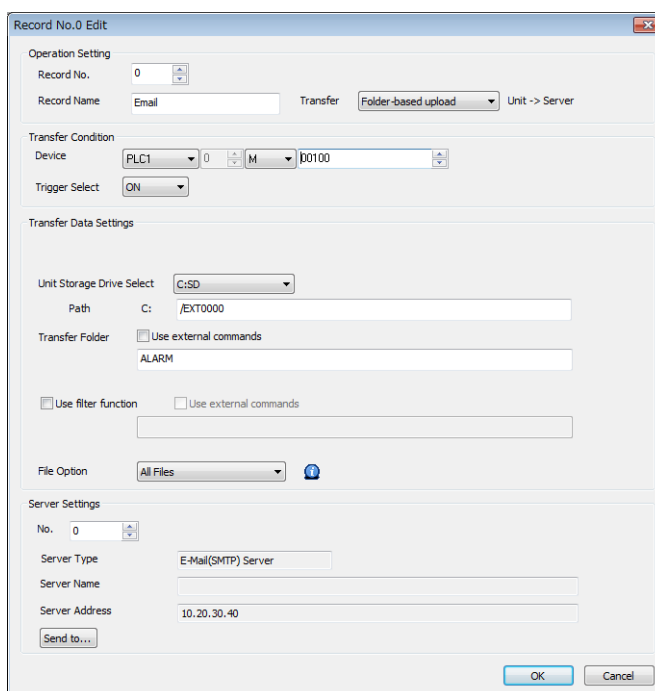 Record No.0 Edit
Operation Setting
Record No. 0
Record Name Email Transfer Folder-based upload Unit -> Server
Transfer Condition
Device PLC1 0 M 00100
Trigger Select ON
Transfer Data Settings
Unit Storage Drive Select C:SD
Path C: /EXT0000
Transfer Folder Use external commands
ALARM
Use filter function Use external commands
File Option All Files
Server Settings
No. 0
Server Type E-Mail(SMTP) Server
Server Name
Server Address 10.20.30.40
Send to...
OK Cancel